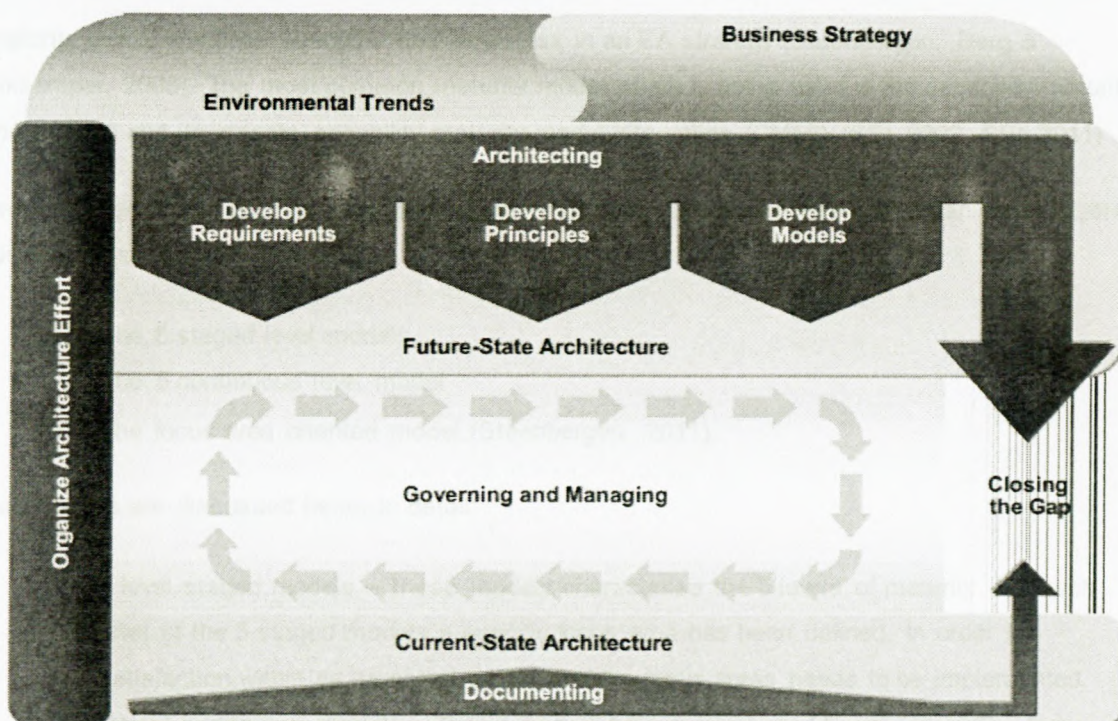 Business Strategy
Environmental Trends
Architecting
Develop
Requirements
Develop
Principles
Develop
Models
Organize Architecture Effort
Future-State Architecture
Governing and Managing
Closing
the Gap
Current-State Architecture
Documenting